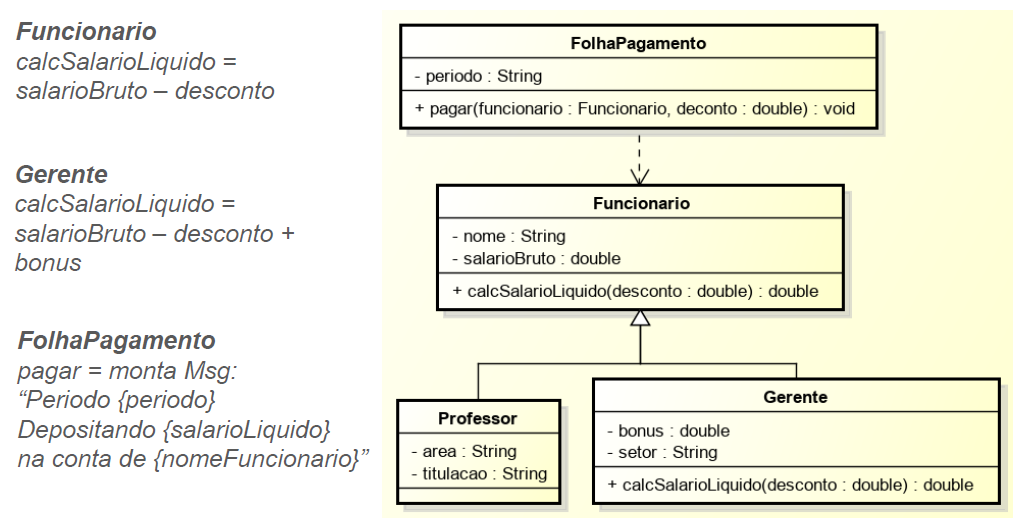 Funcionario
calcSalarioLiquido =
salarioBruto – desconto
Gerente
calcSalarioLiquido =
salarioBruto – desconto +
bonus
FolhaPagamento
pagar = monta Msg:
“Periodo {periodo}
Depositando {salarioLiquido}
na conta de {nomeFuncionario}”
FolhaPagamento
- periodo : String
+ pagar(funcionario : Funcionario, deconto : double) : void
Funcionario
- nome : String
- salarioBruto : double
+ calcSalarioLiquido(desconto : double) : double
Professor
- area : String
- titulacao : String
Gerente
- bonus : double
- setor : String
+ calcSalarioLiquido(desconto : double) : double